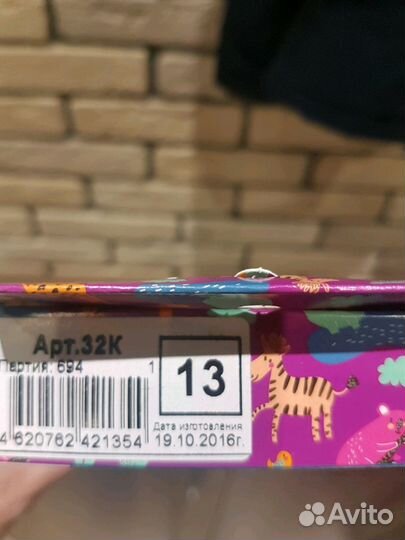 Арт.32К
Партия: 694 1
13
Дата изготовления
19.10.2016г.
4 620762 421354
Avito